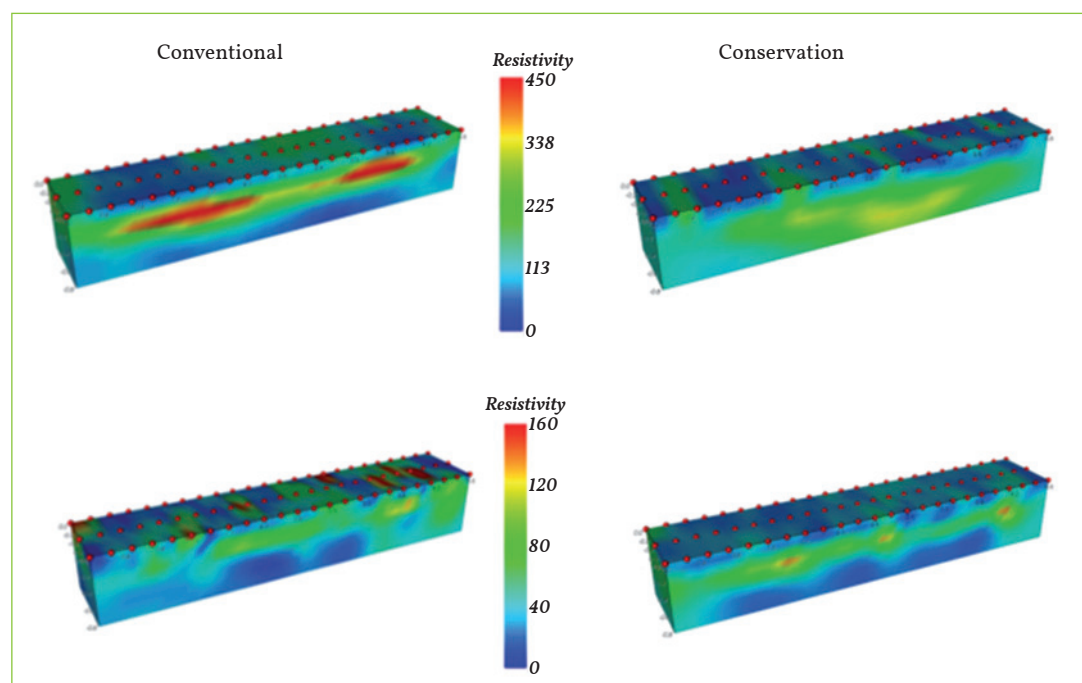 Conventional
Conservation
Resistivity
450
338
225
113
0
Resistivity
160
120
80
40
0